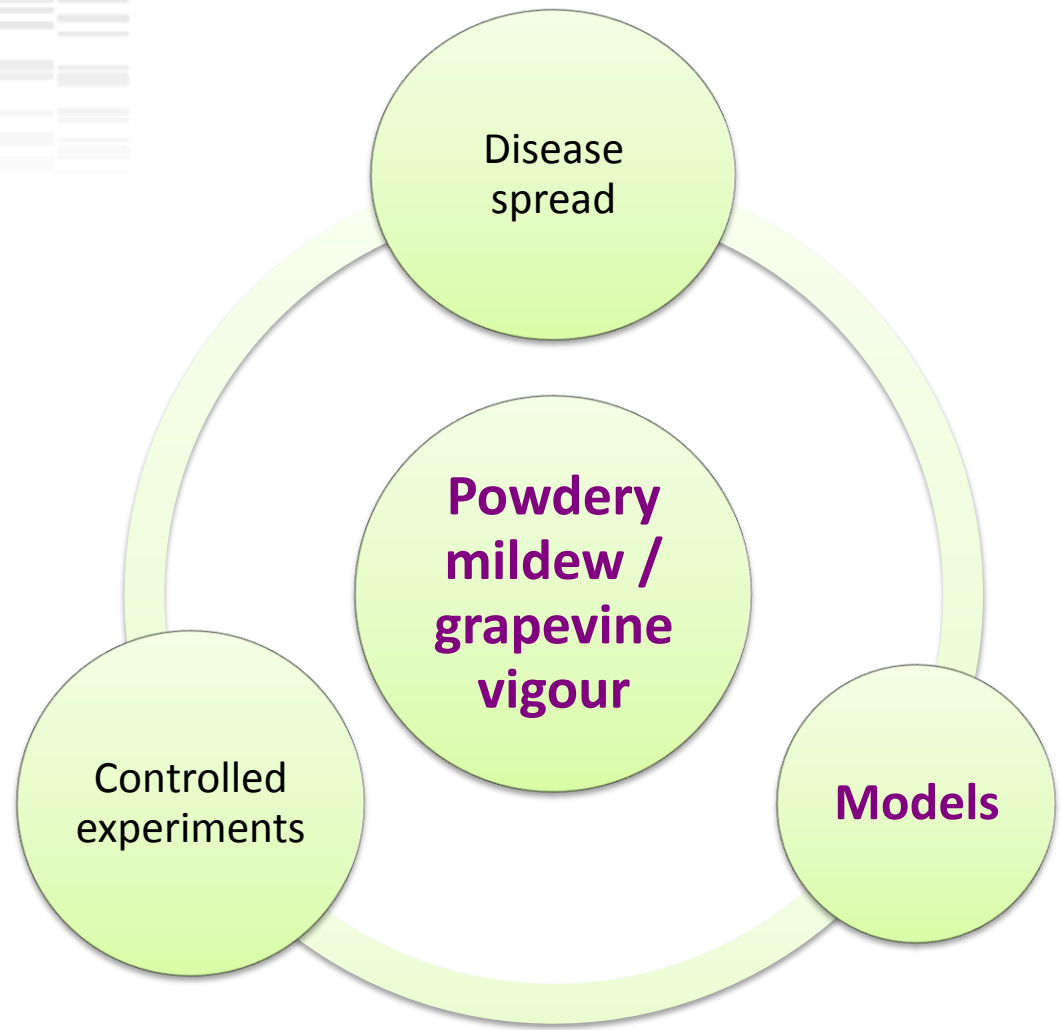 Disease
spread
Powdery
mildew /
grapevine
vigour
Controlled
experiments
Models